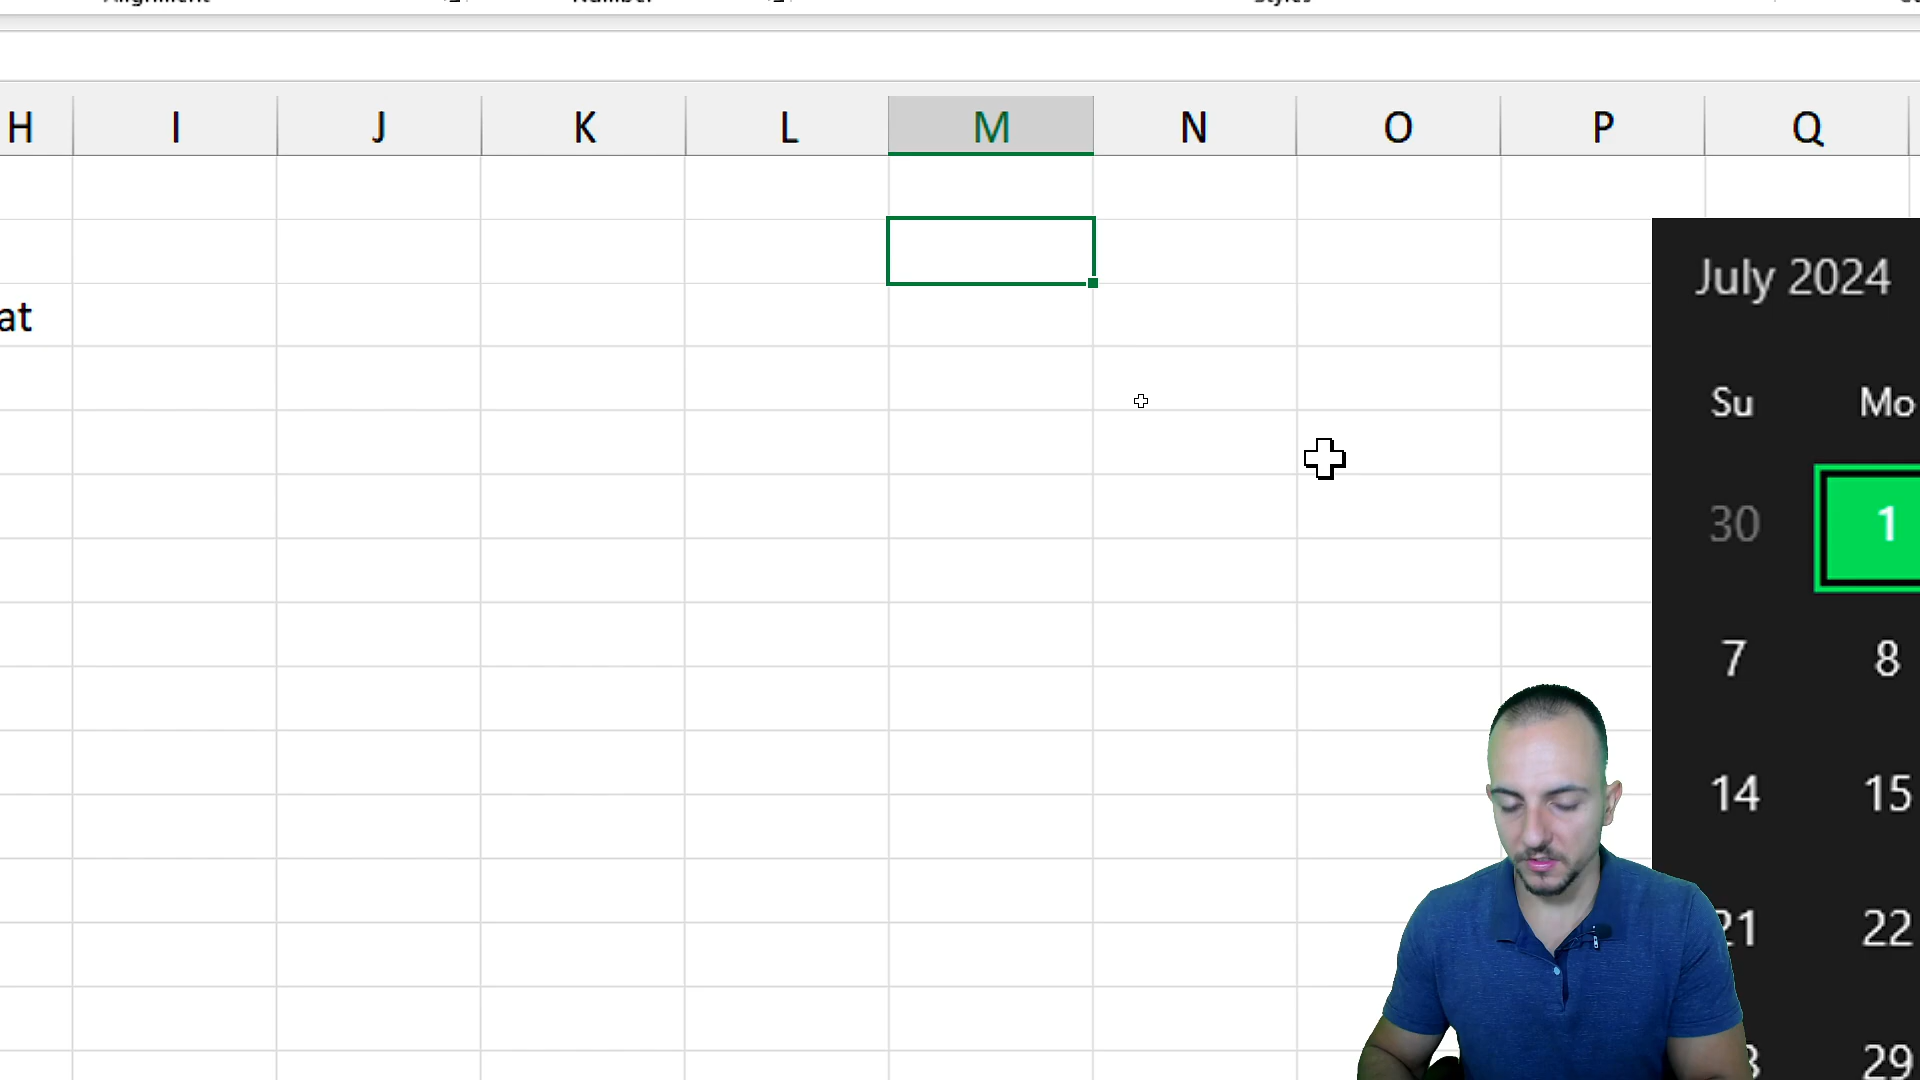 Alignment Number Styles
H I J K L M N O P Q
July 2024
at
Su Mo
30 1
7 8
14 15
21 22
29